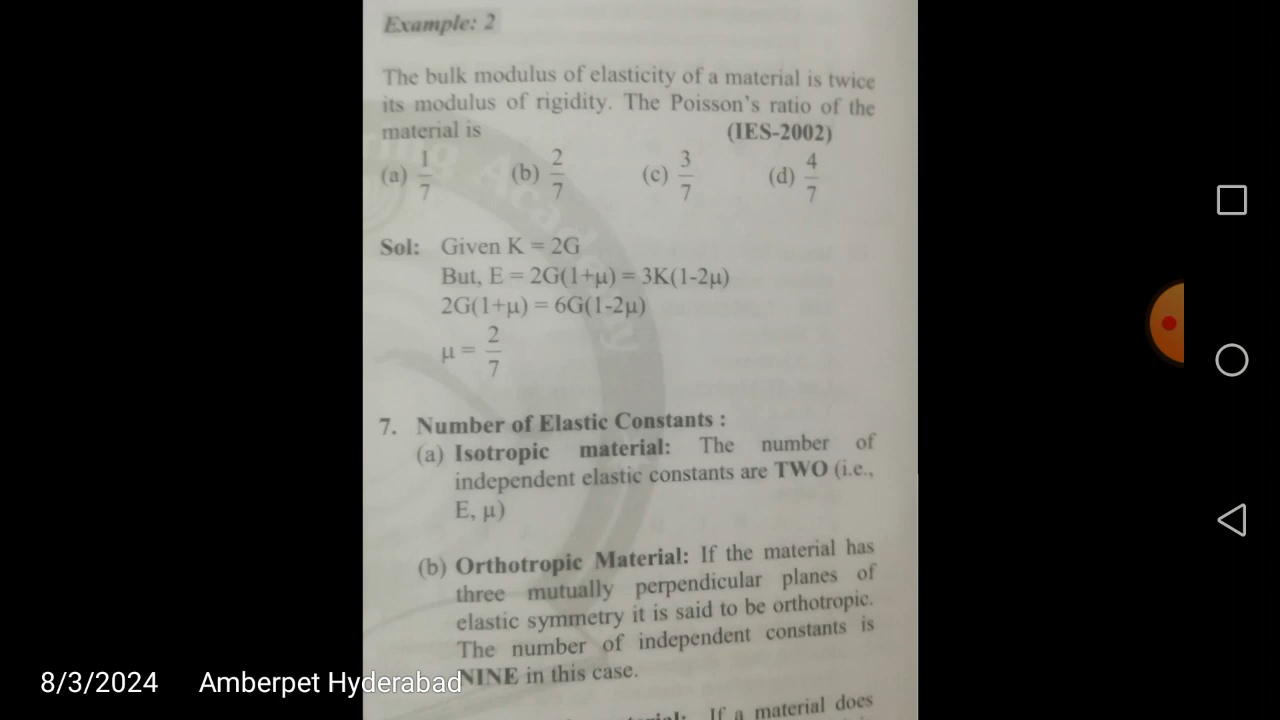 Example: 2
The bulk modulus of elasticity of a material is twice
its modulus of rigidity. The Poisson's ratio of the
material is (IES-2002)
(a) 1/7 (b) 2/7 (c) 3/7 (d) 4/7
Sol: Given K = 2G
But, E = 2G(1+μ) = 3K(1-2μ)
2G(1+μ) = 6G(1-2μ)
μ = 2/7
7. Number of Elastic Constants :
(a) Isotropic material: The number of
independent elastic constants are TWO (i.e.,
E, μ)
(b) Orthotropic Material: If the material has
three mutually perpendicular planes of
elastic symmetry it is said to be orthotropic.
The number of independent constants is
NINE in this case.
If a material does
8/3/2024 Amberpet Hyderabad
ring Academy